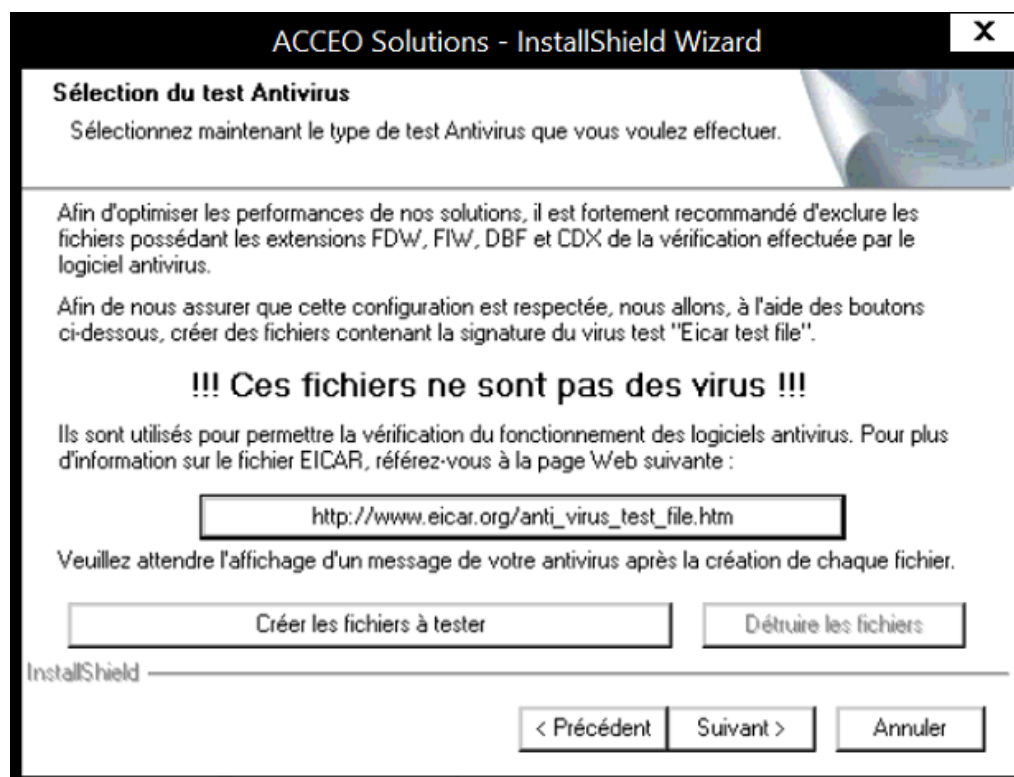 ACCEO Solutions - InstallShield Wizard
X
Sélection du test Antivirus
Sélectionnez maintenant le type de test Antivirus que vous voulez effectuer.
Afin d'optimiser les performances de nos solutions, il est fortement recommandé d'exclure les
fichiers possédant les extensions FDW, FIW, DBF et CDX de la vérification effectuée par le
logiciel antivirus.
Afin de nous assurer que cette configuration est respectée, nous allons, à l'aide des boutons
ci-dessous, créer des fichiers contenant la signature du virus test "Eicar test file".
!!! Ces fichiers ne sont pas des virus !!!
Ils sont utilisés pour permettre la vérification du fonctionnement des logiciels antivirus. Pour plus
d'information sur le fichier EICAR, référez-vous à la page Web suivante :
http://www.eicar.org/anti_virus_test_file.htm
Veuillez attendre l'affichage d'un message de votre antivirus après la création de chaque fichier.
Créer les fichiers à tester
Détruire les fichiers
InstallShield
< Précédent
Suivant >
Annuler